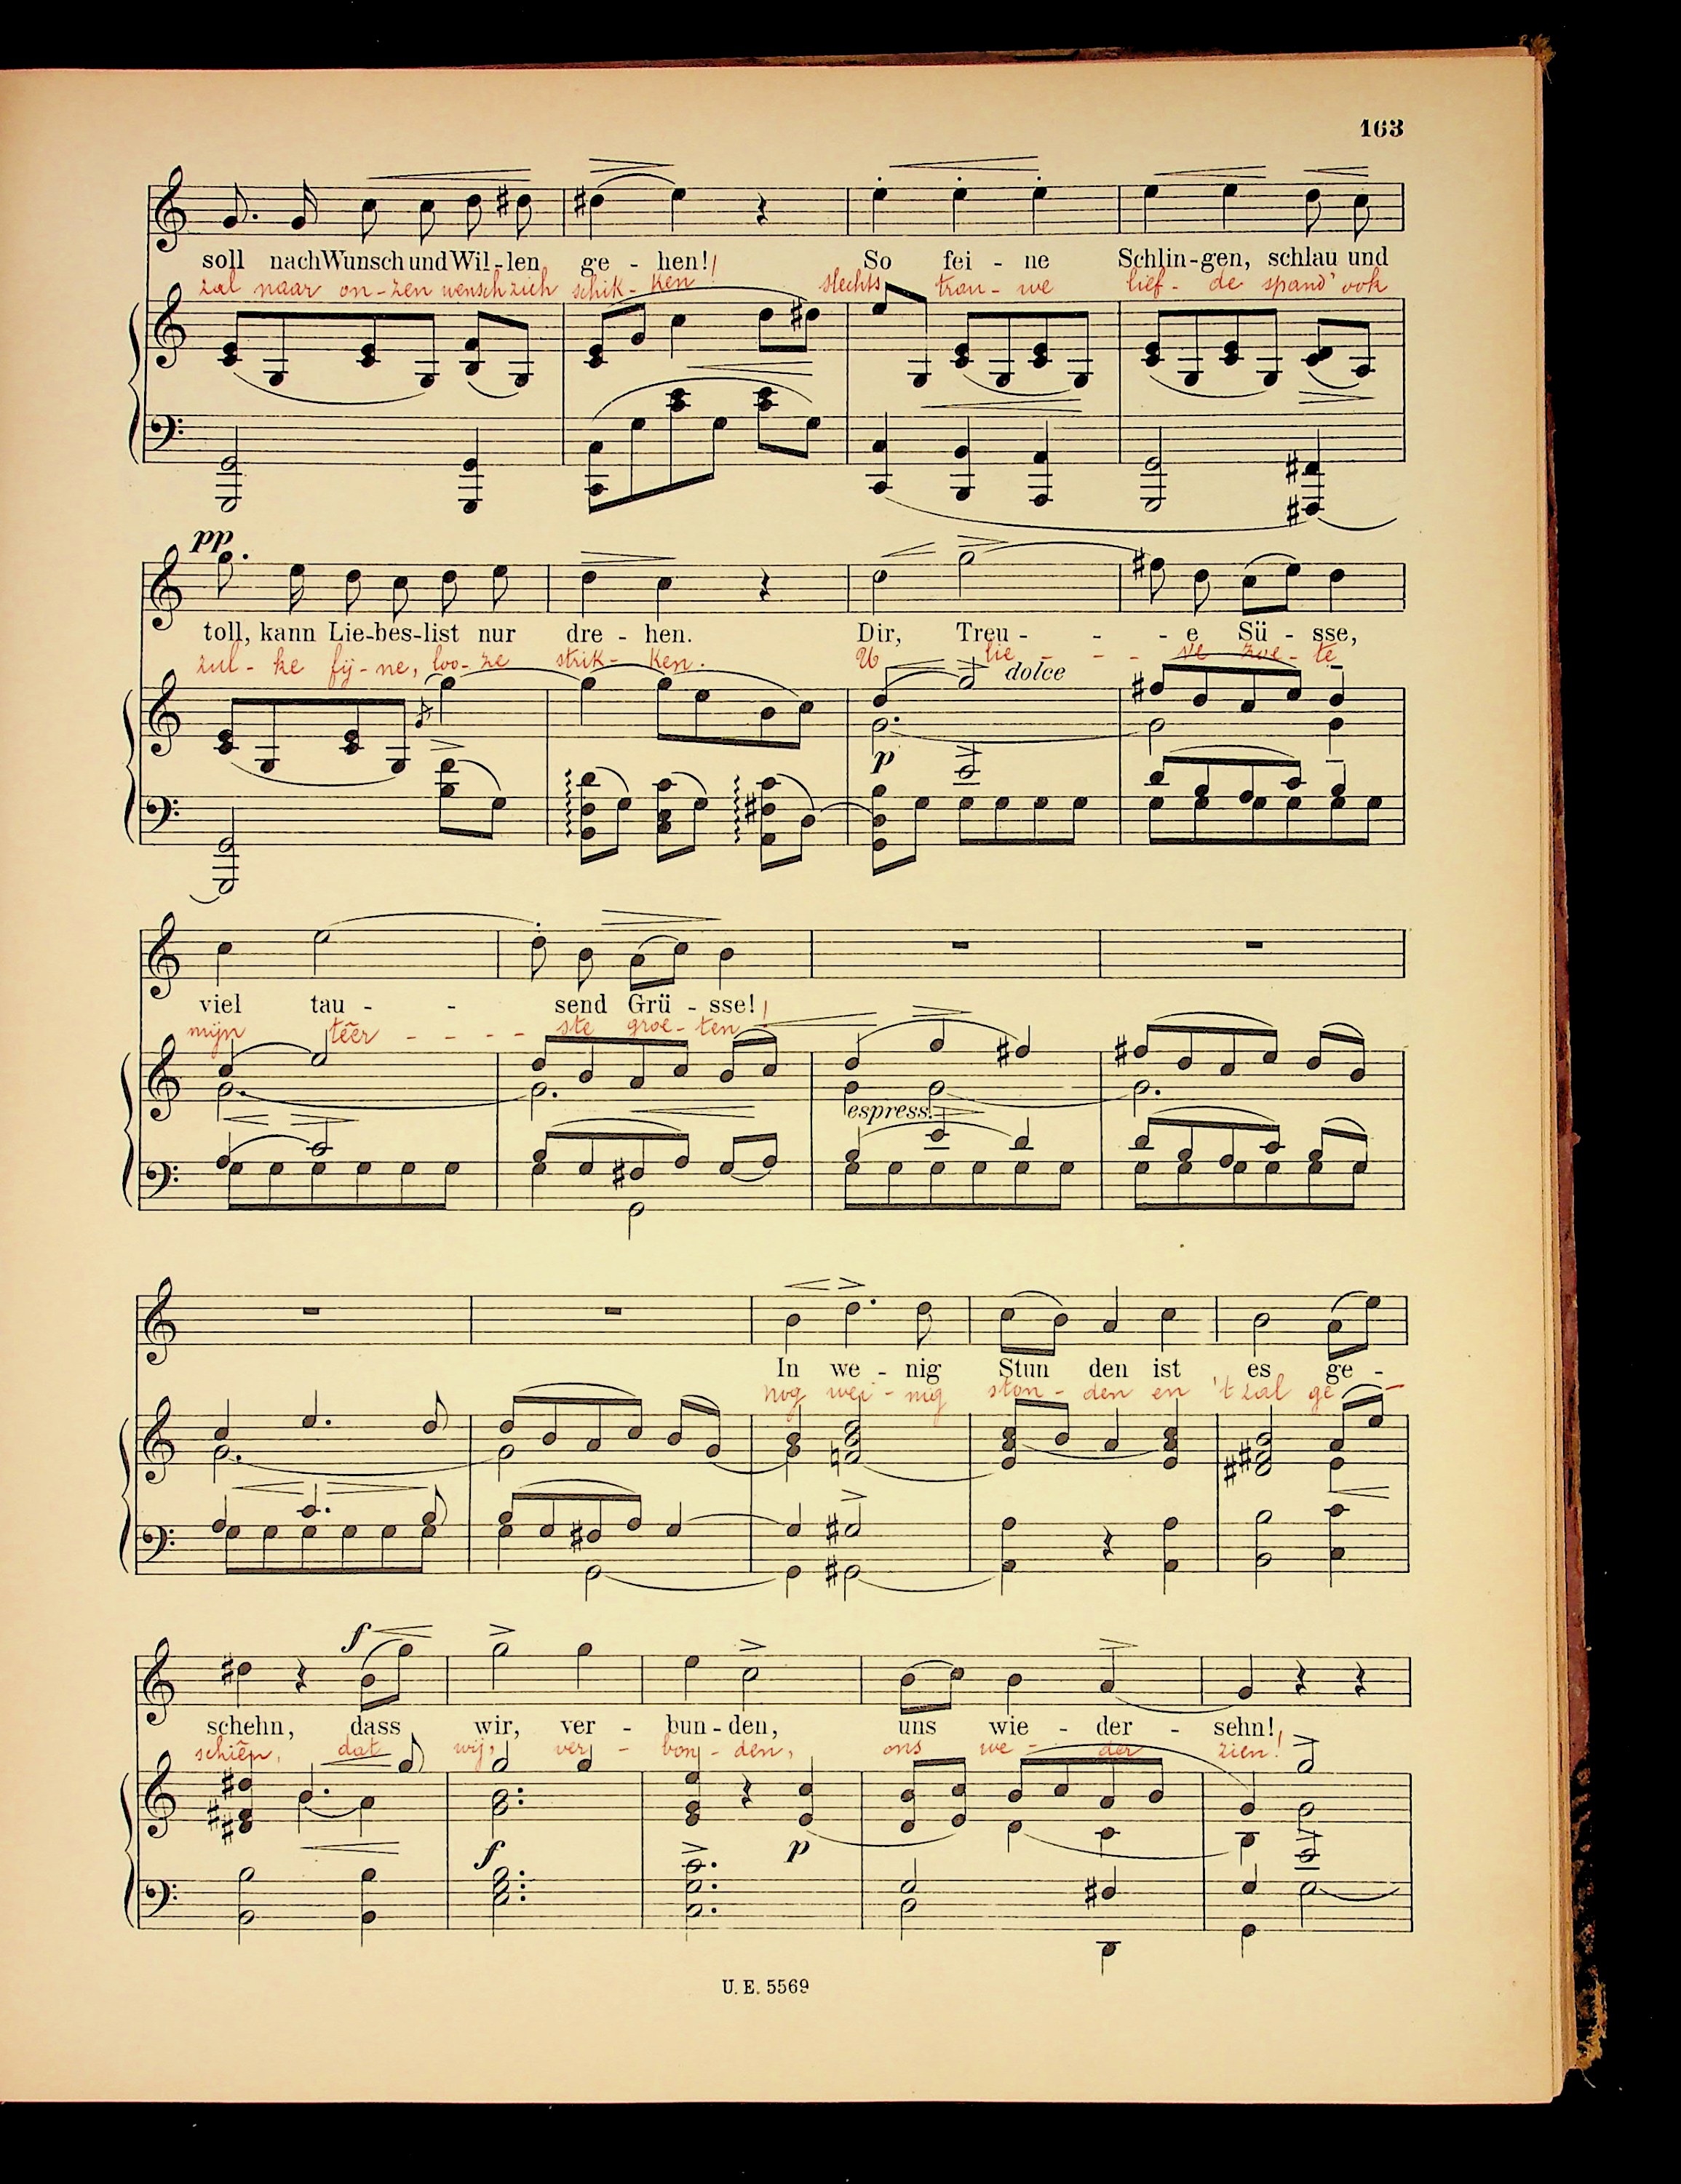 163
soll nach Wunsch und Wil-len ge - hen! So fei - ne Schlin-gen, schlau und
zal naar on-zen wensch zich schik-ken! slechts trou-we lief-de spand' ook
pp
toll, kann Lie-bes-list nur dre - hen. Dir, Treu - - - e Sü - sse,
zul-ke fij-ne, loo-ze strik-ken. U lie - - - ve zoe-te
dolce
p
viel tau - - send Grü - sse!
mijn têêr - - - - ste groe-ten!
espress.
In we - nig Stun den ist es ge -
nog wei-nig ston-den en 't zal ge -
f
schehn, dass wir, ver - bun - den, uns wie - der - sehn!
schiên, dat wij, ver - bon-den, ons we - der zien!
f p
U. E. 5569